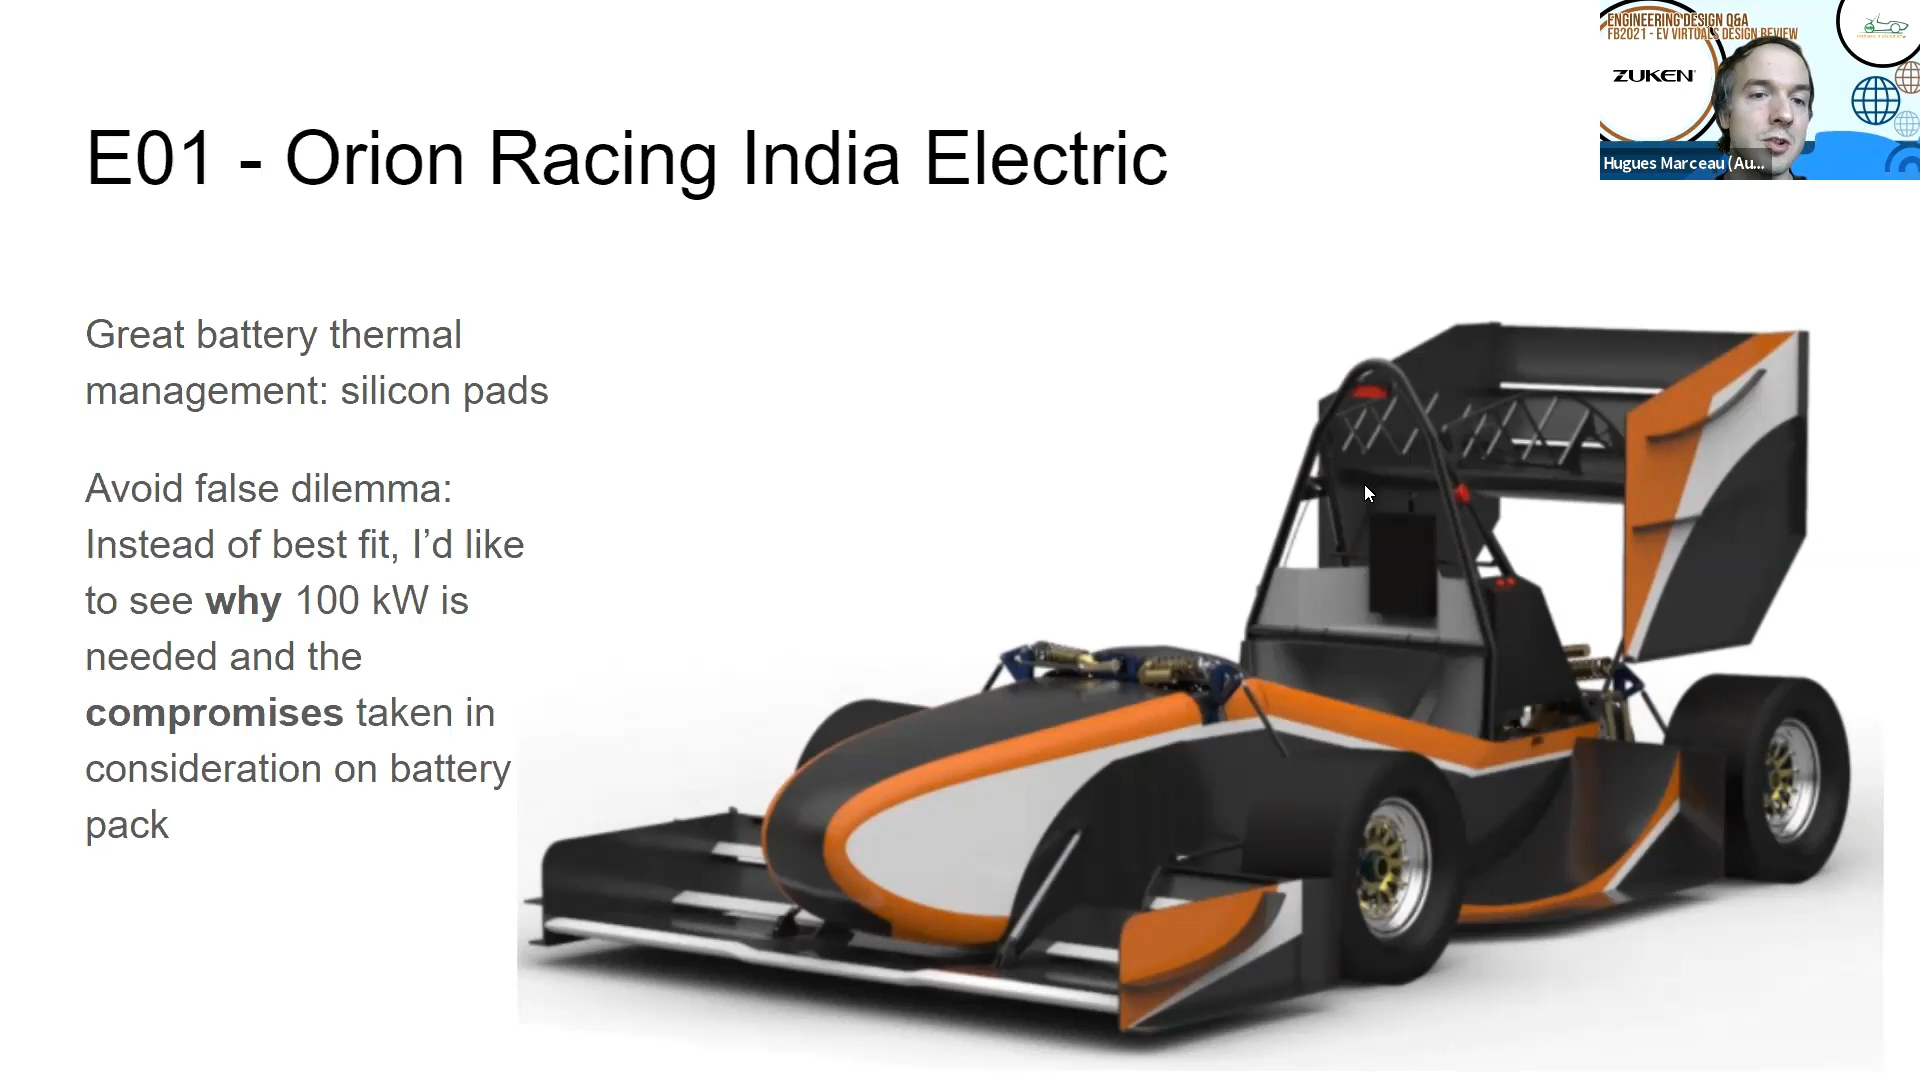 ENGINEERING DESIGN Q&A
FB2021 - EV VIRTUALS DESIGN REVIEW
ZUKEN
Hugues Marceau (Au...
E01 - Orion Racing India Electric
Great battery thermal
management: silicon pads
Avoid false dilemma:
Instead of best fit, I’d like
to see why 100 kW is
needed and the
compromises taken in
consideration on battery
pack